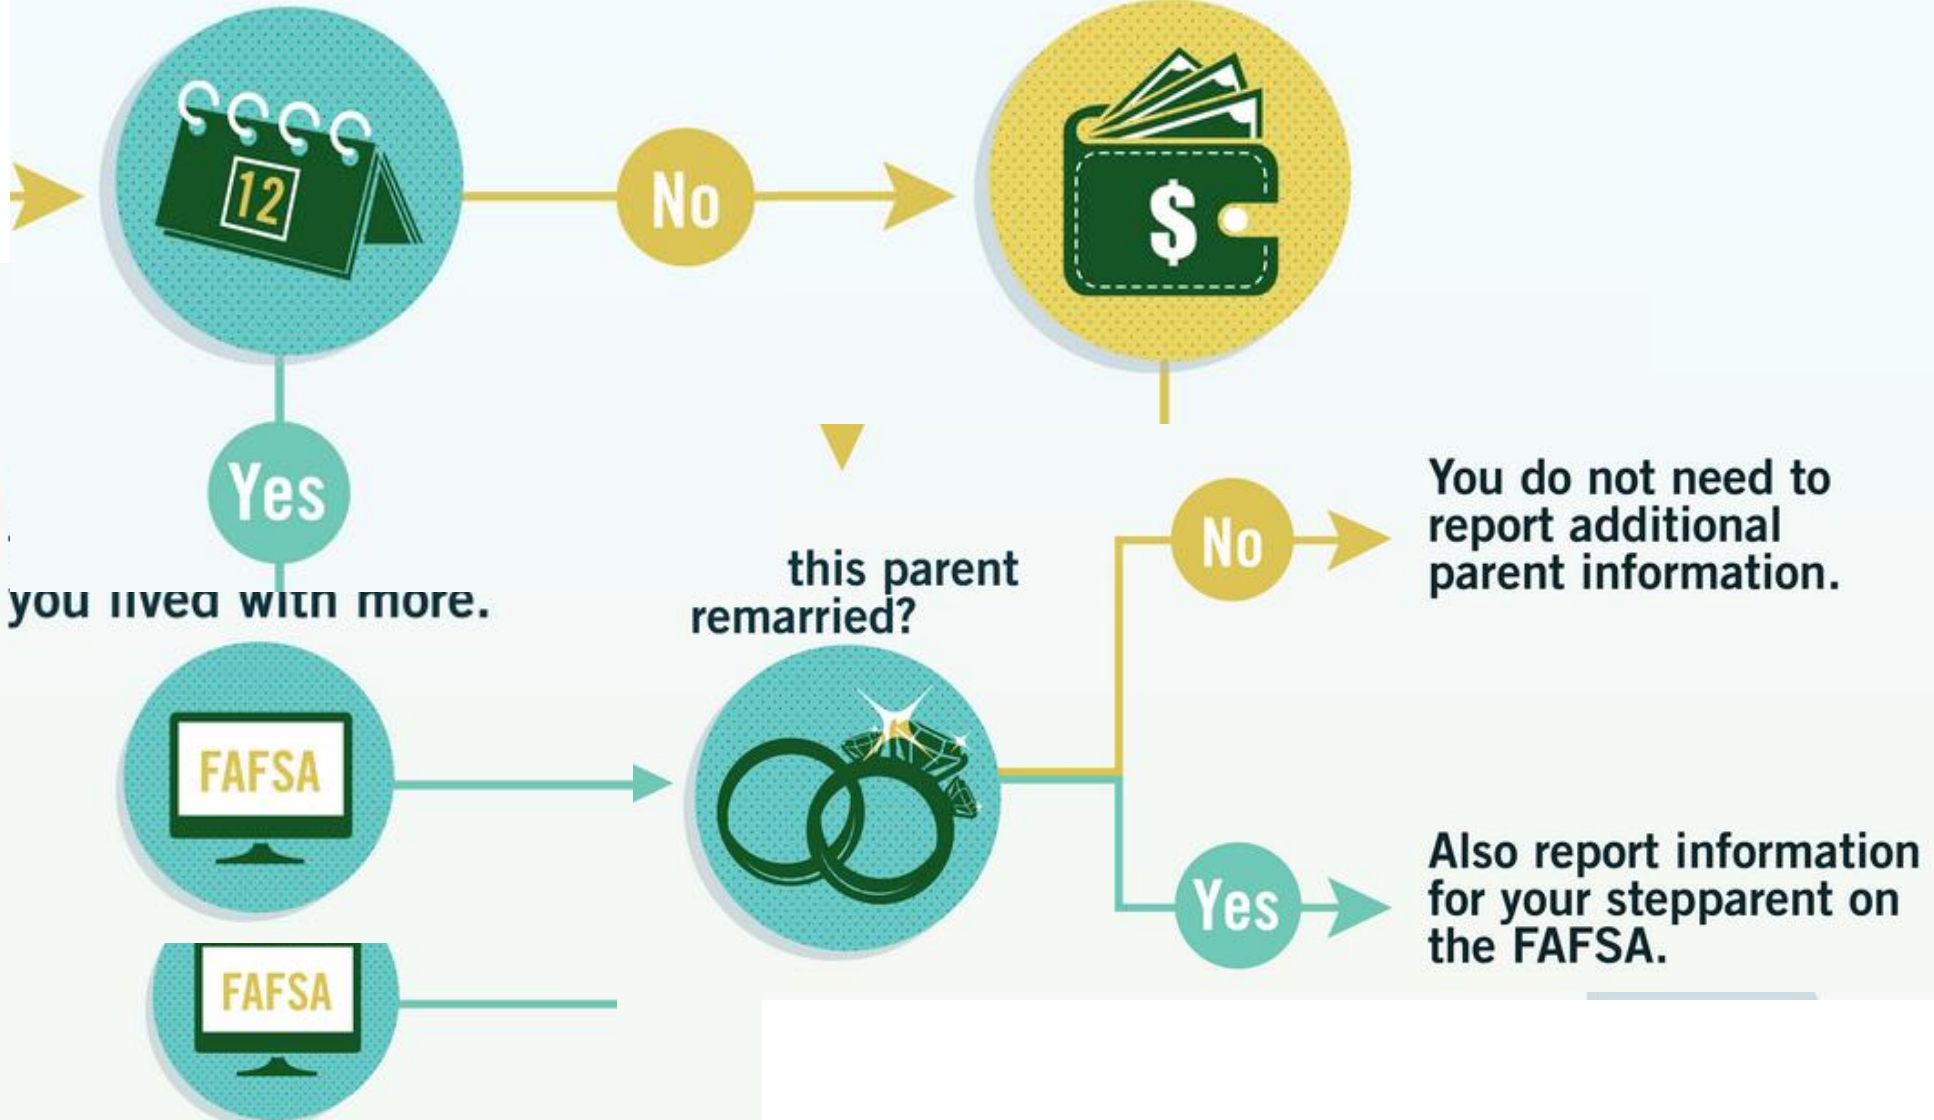 12
No
$
Yes
you lived with more.
this parent
remarried?
No
You do not need to
report additional
parent information.
FAFSA
Yes
Also report information
for your stepparent on
the FAFSA.
FAFSA